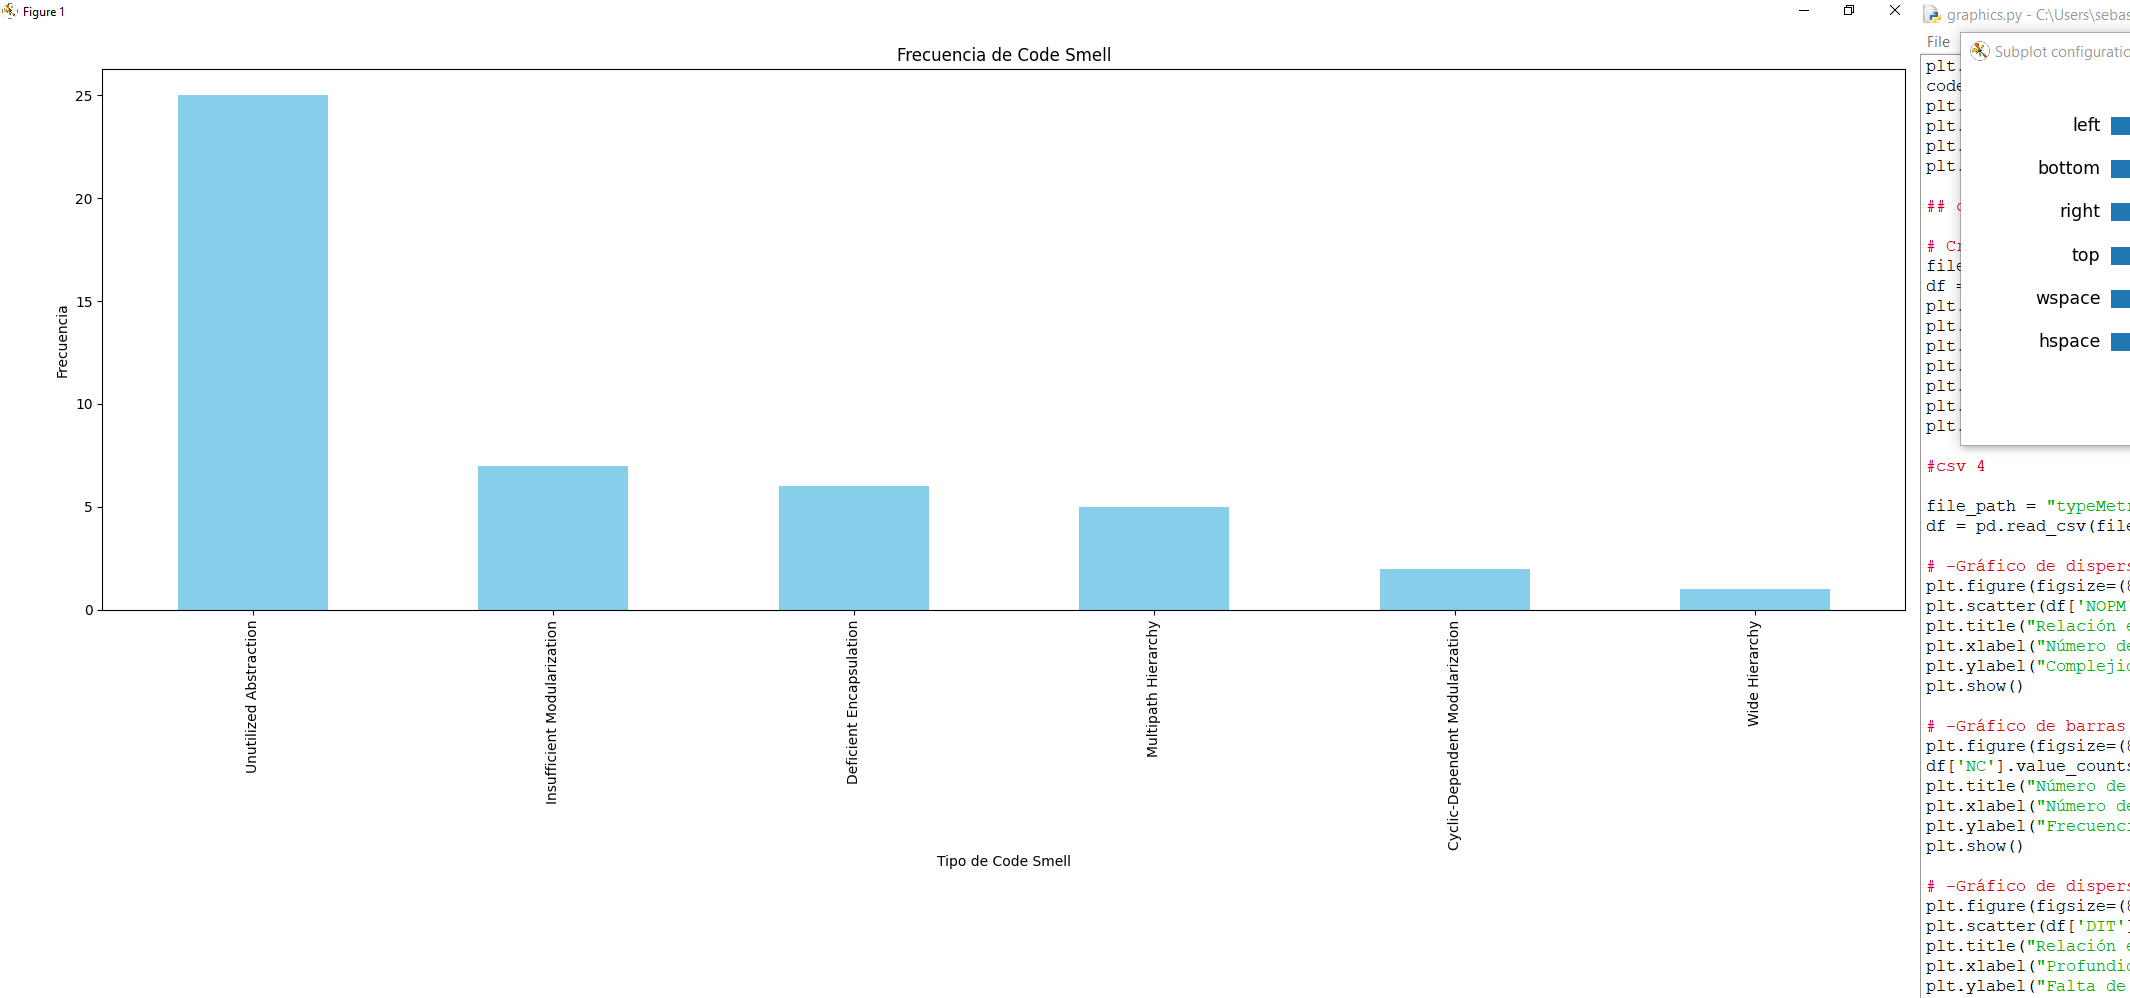 Figure 1
Frecuencia de Code Smell
25
20
15
10
5
0
Frecuencia
Unutilized Abstraction
Insufficient Modularization
Deficient Encapsulation
Multipath Hierarchy
Cyclic-Dependent Modularization
Wide Hierarchy
Tipo de Code Smell
graphics.py - C:\Users\sebas
File
Subplot configuratio
left
bottom
right
top
wspace
hspace
plt.
code
plt.
plt.
plt.
plt.
##
# Cr
file
df =
plt.
plt.
plt.
plt.
plt.
plt.
plt.
#csv 4
file_path = "typeMetr
df = pd.read_csv(file
# -Gráfico de dispers
plt.figure(figsize=(8
plt.scatter(df['NOPM'
plt.title("Relación e
plt.xlabel("Número de
plt.ylabel("Complejid
plt.show()
# -Gráfico de barras
plt.figure(figsize=(8
df['NC'].value_counts
plt.title("Número de
plt.xlabel("Número de
plt.ylabel("Frecuenci
plt.show()
# -Gráfico de dispers
plt.figure(figsize=(8
plt.scatter(df['DIT']
plt.title("Relación e
plt.xlabel("Profundid
plt.ylabel("Falta de